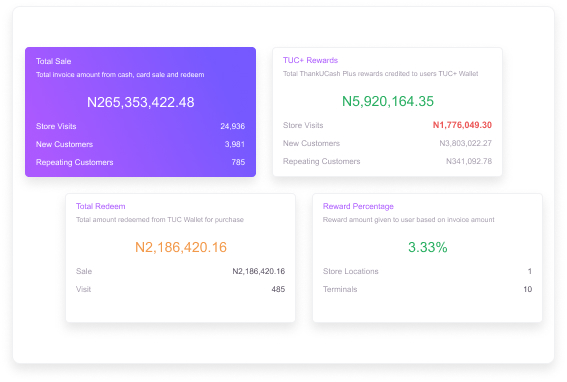 Total Sale
Total invoice amount from cash, card sale and redeem
N265,353,422.48
Store Visits 24,936
New Customers 3,981
Repeating Customers 785
TUC+ Rewards
Total ThankUCash Plus rewards credited to users TUC+ Wallet
N5,920,164.35
Store Visits N1,776,049.30
New Customers N3,803,022.27
Repeating Customers N341,092.78
Total Redeem
Total amount redeemed from TUC Wallet for purchase
N2,186,420.16
Sale N2,186,420.16
Visit 485
Reward Percentage
Reward amount given to user based on invoice amount
3.33%
Store Locations 1
Terminals 10